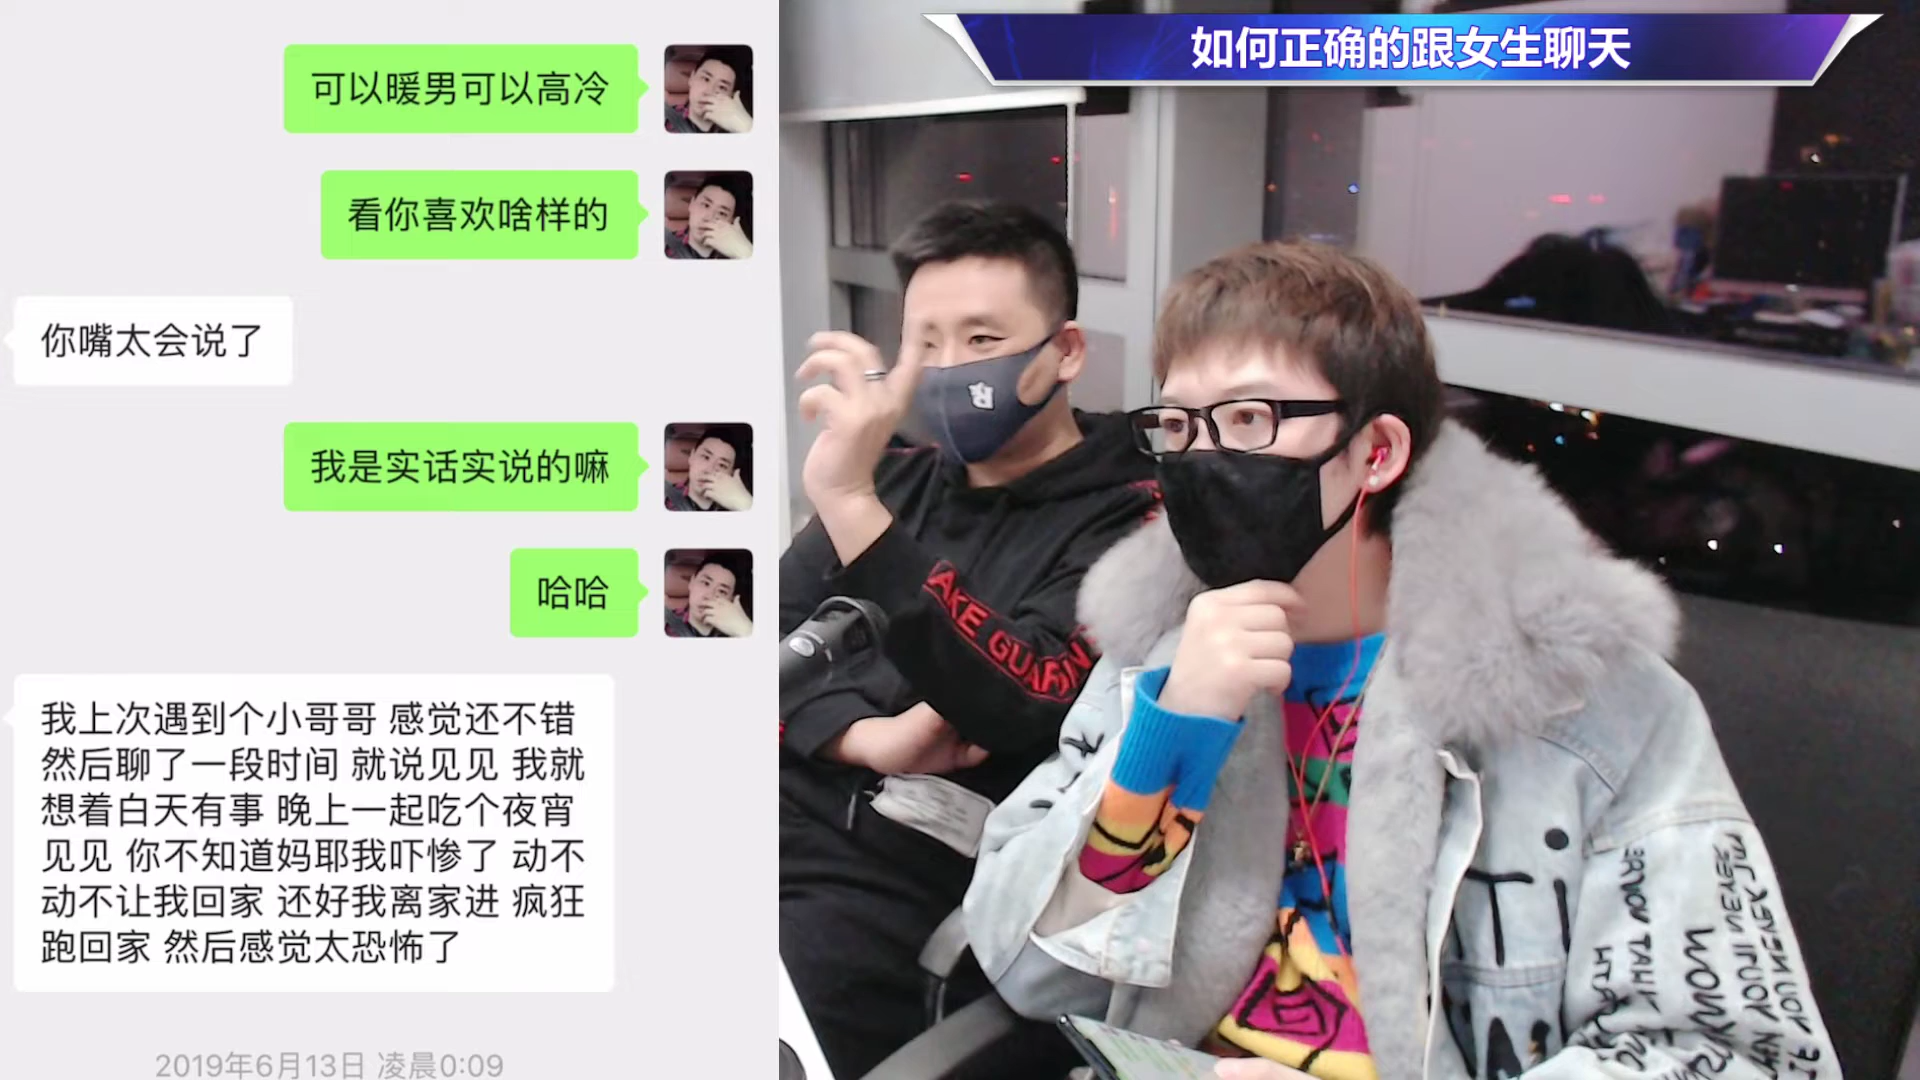 如何正确的跟女生聊天
可以暖男可以高冷
看你喜欢啥样的
你嘴太会说了
我是实话实说的嘛
哈哈
我上次遇到个小哥哥 感觉还不错
然后聊了一段时间 就说见见 我就
想着白天有事 晚上一起吃个夜宵
见见 你不知道妈耶我吓惨了 动不
动不让我回家 还好我离家进 疯狂
跑回家 然后感觉太恐怖了
2019年6月13日 凌晨0:09